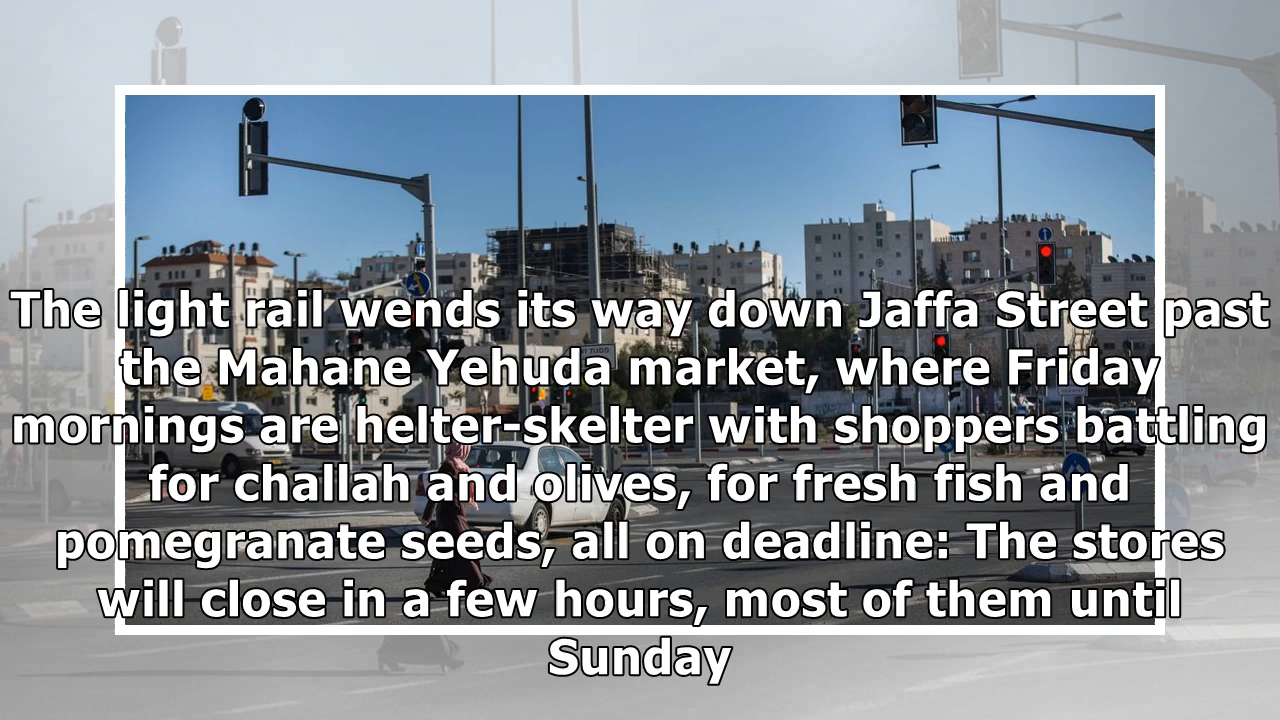 The light rail wends its way down Jaffa Street past
the Mahane Yehuda market, where Friday
mornings are helter-skelter with shoppers battling
for challah and olives, for fresh fish and
pomegranate seeds, all on deadline: The stores
will close in a few hours, most of them until
Sunday